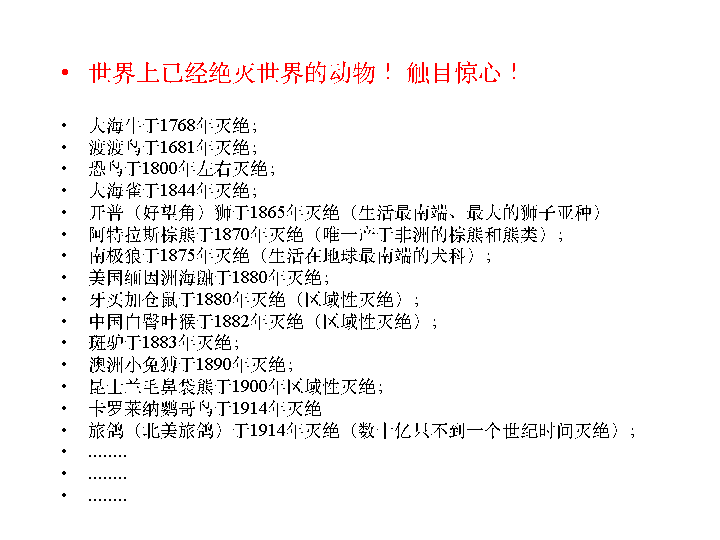 • 世界上已经绝灭世界的动物！ 触目惊心！
• 大海牛于1768年灭绝；
• 渡渡鸟于1681年灭绝；
• 恐鸟于1800年左右灭绝；
• 大海雀于1844年灭绝；
• 开普（好望角）狮于1865年灭绝（生活最南端、最大的狮子亚种）
• 阿特拉斯棕熊于1870年灭绝（唯一产于非洲的棕熊和熊类）；
• 南极狼于1875年灭绝（生活在地球最南端的犬科）；
• 美国缅因洲海鼬于1880年灭绝；
• 牙买加仓鼠于1880年灭绝（区域性灭绝）；
• 中国白臀叶猴于1882年灭绝（区域性灭绝）；
• 斑驴于1883年灭绝；
• 澳洲小兔狲于1890年灭绝；
• 昆士兰毛鼻袋熊于1900年区域性灭绝；
• 卡罗莱纳鹦哥鸟于1914年灭绝
• 旅鸽（北美旅鸽）于1914年灭绝（数十亿只不到一个世纪时间灭绝）；
• ........
• ........
• ........